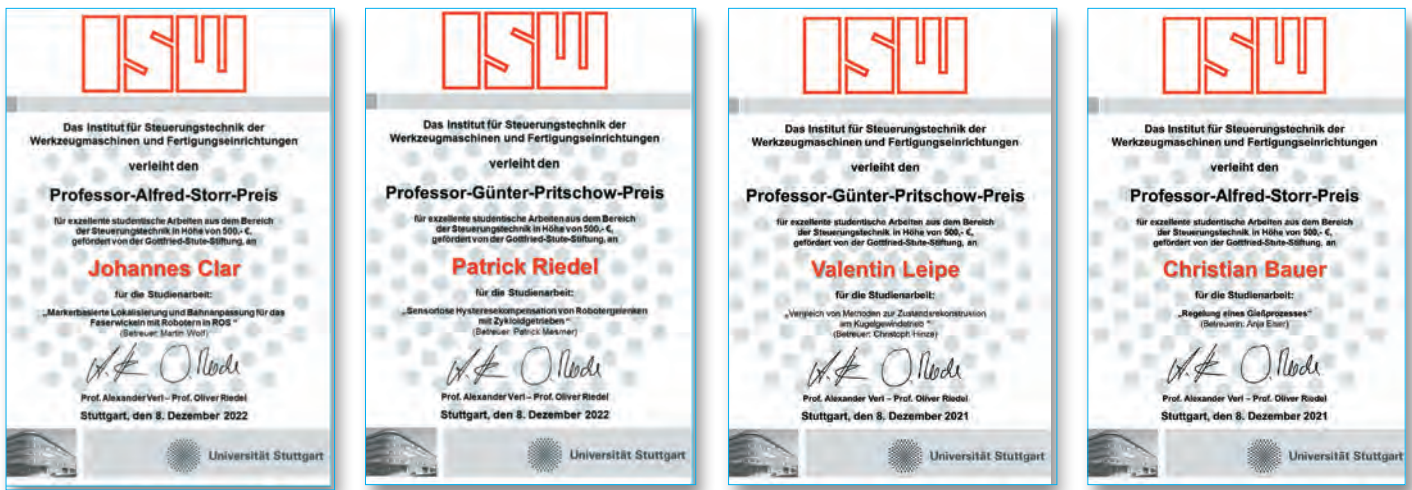 ISW
Das Institut für Steuerungstechnik der
Werkzeugmaschinen und Fertigungseinrichtungen
verleiht den
Professor-Alfred-Storr-Preis
für exzellente studentische Arbeiten aus dem Bereich
der Steuerungstechnik in Höhe von 500,- €,
gefördert von der Gottfried-Stute-Stiftung, an
Johannes Clar
für die Studienarbeit:
„Markerbasierte Lokalisierung und Bahnanpassung für das
Faserwickeln mit Robotern in ROS “
(Betreuer: Martin Wolf)
Prof. Alexander Verl – Prof. Oliver Riedel
Stuttgart, den 8. Dezember 2022
Universität Stuttgart
ISW
Das Institut für Steuerungstechnik der
Werkzeugmaschinen und Fertigungseinrichtungen
verleiht den
Professor-Günter-Pritschow-Preis
für exzellente studentische Arbeiten aus dem Bereich
der Steuerungstechnik in Höhe von 500,- €,
gefördert von der Gottfried-Stute-Stiftung, an
Patrick Riedel
für die Studienarbeit:
„Sensorlose Hysteresekompensation von Robotergelenken
mit Zykloidgetrieben “
(Betreuer: Patrick Mesmer)
Prof. Alexander Verl – Prof. Oliver Riedel
Stuttgart, den 8. Dezember 2022
Universität Stuttgart
ISW
Das Institut für Steuerungstechnik der
Werkzeugmaschinen und Fertigungseinrichtungen
verleiht den
Professor-Günter-Pritschow-Preis
für exzellente studentische Arbeiten aus dem Bereich
der Steuerungstechnik in Höhe von 500,- €,
gefördert von der Gottfried-Stute-Stiftung, an
Valentin Leipe
für die Studienarbeit:
„Vergleich von Methoden zur Zustandsrekonstruktion
am Kugelgewindetrieb “
(Betreuer: Christoph Hinze)
Prof. Alexander Verl – Prof. Oliver Riedel
Stuttgart, den 8. Dezember 2021
Universität Stuttgart
ISW
Das Institut für Steuerungstechnik der
Werkzeugmaschinen und Fertigungseinrichtungen
verleiht den
Professor-Alfred-Storr-Preis
für exzellente studentische Arbeiten aus dem Bereich
der Steuerungstechnik in Höhe von 500,- €,
gefördert von der Gottfried-Stute-Stiftung, an
Christian Bauer
für die Studienarbeit:
„Regelung eines Gießprozesses“
(Betreuerin: Anja Elser)
Prof. Alexander Verl – Prof. Oliver Riedel
Stuttgart, den 8. Dezember 2021
Universität Stuttgart